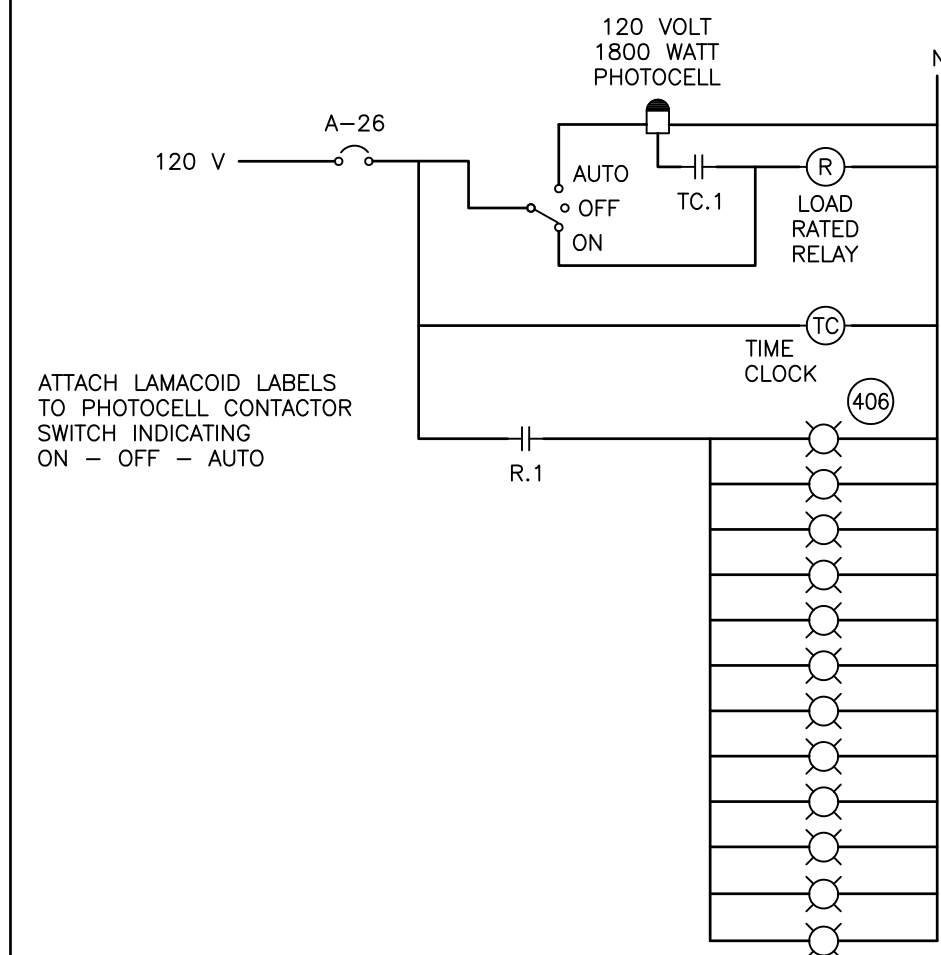 120 VOLT
1800 WATT
PHOTOCELL
N
A-26
120 V
AUTO
OFF
ON
TC.1
R
LOAD
RATED
RELAY
TC
TIME
CLOCK
ATTACH LAMACOID LABELS
TO PHOTOCELL CONTACTOR
SWITCH INDICATING
ON - OFF - AUTO
406
R.1